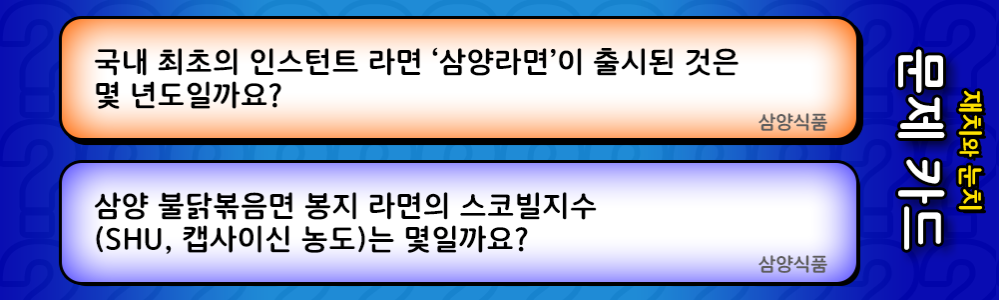 국내 최초의 인스턴트 라면 ‘삼양라면’이 출시된 것은
몇 년도일까요?
삼양식품
삼양 불닭볶음면 봉지 라면의 스코빌지수
(SHU, 캡사이신 농도)는 몇일까요?
삼양식품
재치와 눈치
문제 카드